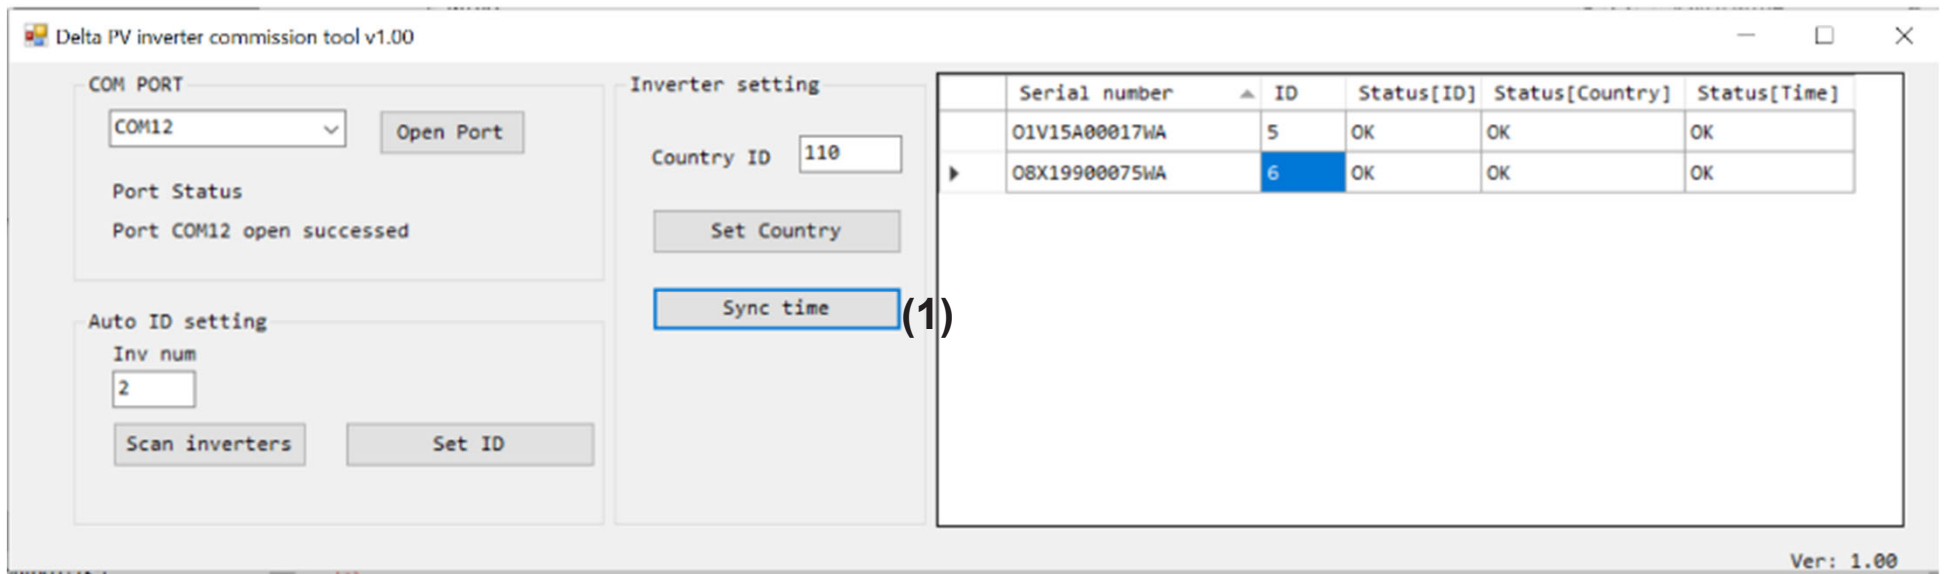 Delta PV inverter commission tool v1.00
COM PORT
COM12
Open Port
Port Status
Port COM12 open successed
Auto ID setting
Inv num
2
Scan inverters
Set ID
Inverter setting
Country ID 110
Set Country
Sync time (1)
Serial number ID Status[ID] Status[Country] Status[Time]
O1V15A00017WA 5 OK OK OK
O8X19900075WA 6 OK OK OK
Ver: 1.00